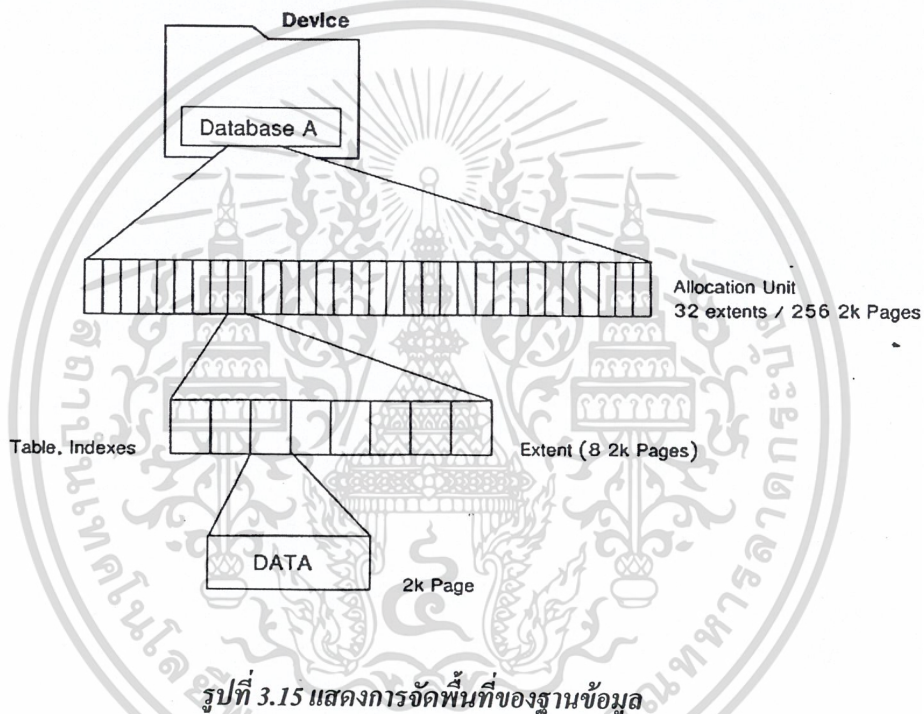 Device
Database A
Allocation Unit
32 extents / 256 2k Pages
Table, Indexes
Extent (8 2k Pages)
DATA
2k Page
รูปที่ 3.15 แสดงการจัดพื้นที่ของฐานข้อมูล